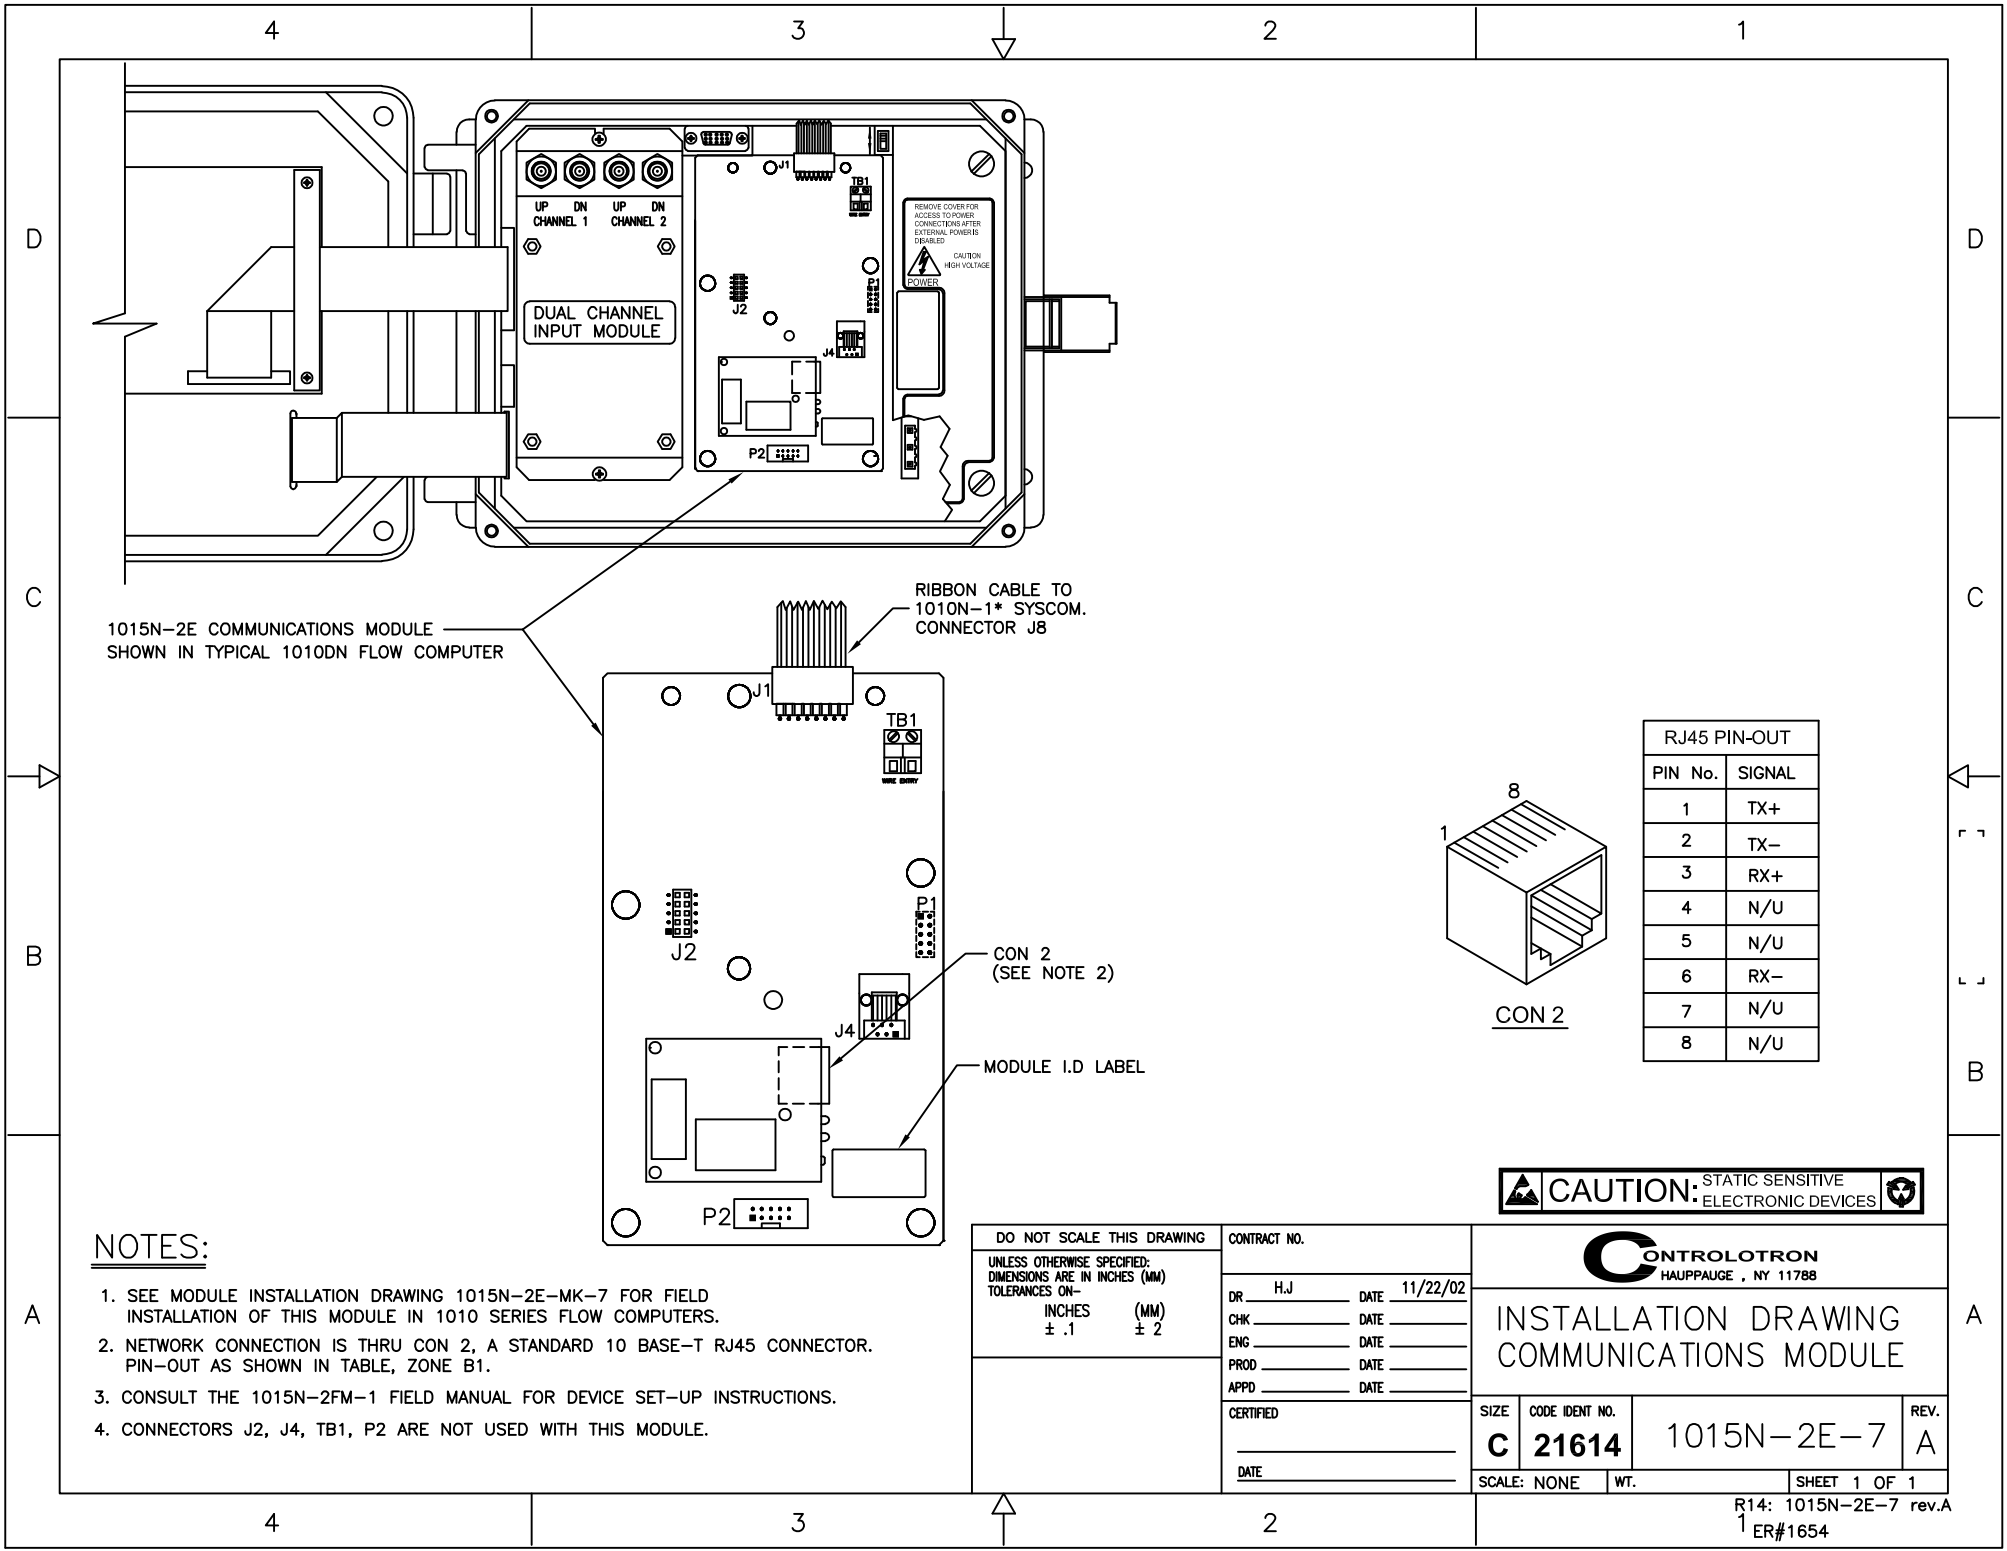 4
3
2
1
D
D
C
C
B
B
A
A
UP DN UP DN
CHANNEL 1 CHANNEL 2
DUAL CHANNEL
INPUT MODULE
J1
TB1
WIRE ENTRY
J2
P1
J4
P2
REMOVE COVER FOR
ACCESS TO POWER
CONNECTIONS AFTER
EXTERNAL POWER IS
DISABLED
CAUTION
HIGH VOLTAGE
POWER
1015N-2E COMMUNICATIONS MODULE
SHOWN IN TYPICAL 1010DN FLOW COMPUTER
RIBBON CABLE TO
1010N-1* SYSCOM.
CONNECTOR J8
J1
TB1
WIRE ENTRY
P1
J2
CON 2
(SEE NOTE 2)
J4
MODULE I.D LABEL
P2
8
1
CON 2
RJ45 PIN-OUT
PIN No. SIGNAL
1 TX+
2 TX-
3 RX+
4 N/U
5 N/U
6 RX-
7 N/U
8 N/U
CAUTION: STATIC SENSITIVE
ELECTRONIC DEVICES
NOTES:
1. SEE MODULE INSTALLATION DRAWING 1015N-2E-MK-7 FOR FIELD
INSTALLATION OF THIS MODULE IN 1010 SERIES FLOW COMPUTERS.
2. NETWORK CONNECTION IS THRU CON 2, A STANDARD 10 BASE-T RJ45 CONNECTOR.
PIN-OUT AS SHOWN IN TABLE, ZONE B1.
3. CONSULT THE 1015N-2FM-1 FIELD MANUAL FOR DEVICE SET-UP INSTRUCTIONS.
4. CONNECTORS J2, J4, TB1, P2 ARE NOT USED WITH THIS MODULE.
DO NOT SCALE THIS DRAWING
UNLESS OTHERWISE SPECIFIED:
DIMENSIONS ARE IN INCHES (MM)
TOLERANCES ON-
INCHES (MM)
± .1 ± 2
CONTRACT NO.
DR H.J DATE 11/22/02
CHK DATE
ENG DATE
PROD DATE
APPD DATE
CERTIFIED
DATE
CONTROLOTRON
HAUPPAUGE , NY 11788
INSTALLATION DRAWING
COMMUNICATIONS MODULE
SIZE CODE IDENT NO. REV.
C 21614 1015N-2E-7 A
SCALE: NONE WT. SHEET 1 OF 1
R14: 1015N-2E-7 rev.A
ER#1654
4
3
2
1